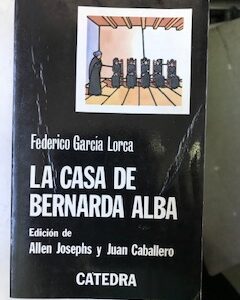 Federico García Lorca
LA CASA DE
BERNARDA ALBA
Edición de
Allen Josephs y Juan Caballero
CATEDRA